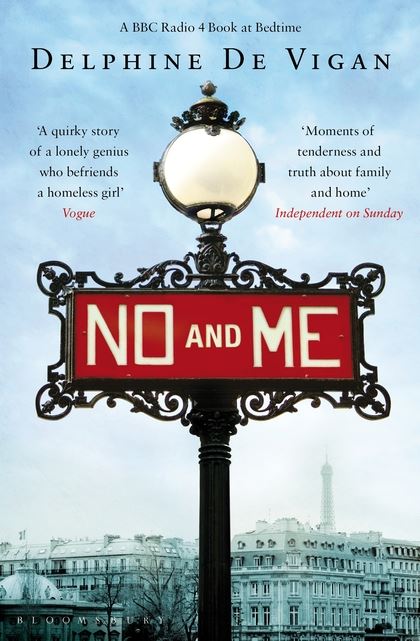 A BBC Radio 4 Book at Bedtime
DELPHINE DE VIGAN
‘A quirky story
of a lonely genius
who befriends
a homeless girl’
Vogue
‘Moments of
tenderness and
truth about family
and home’
Independent on Sunday
NO AND ME
BLOOMSBURY